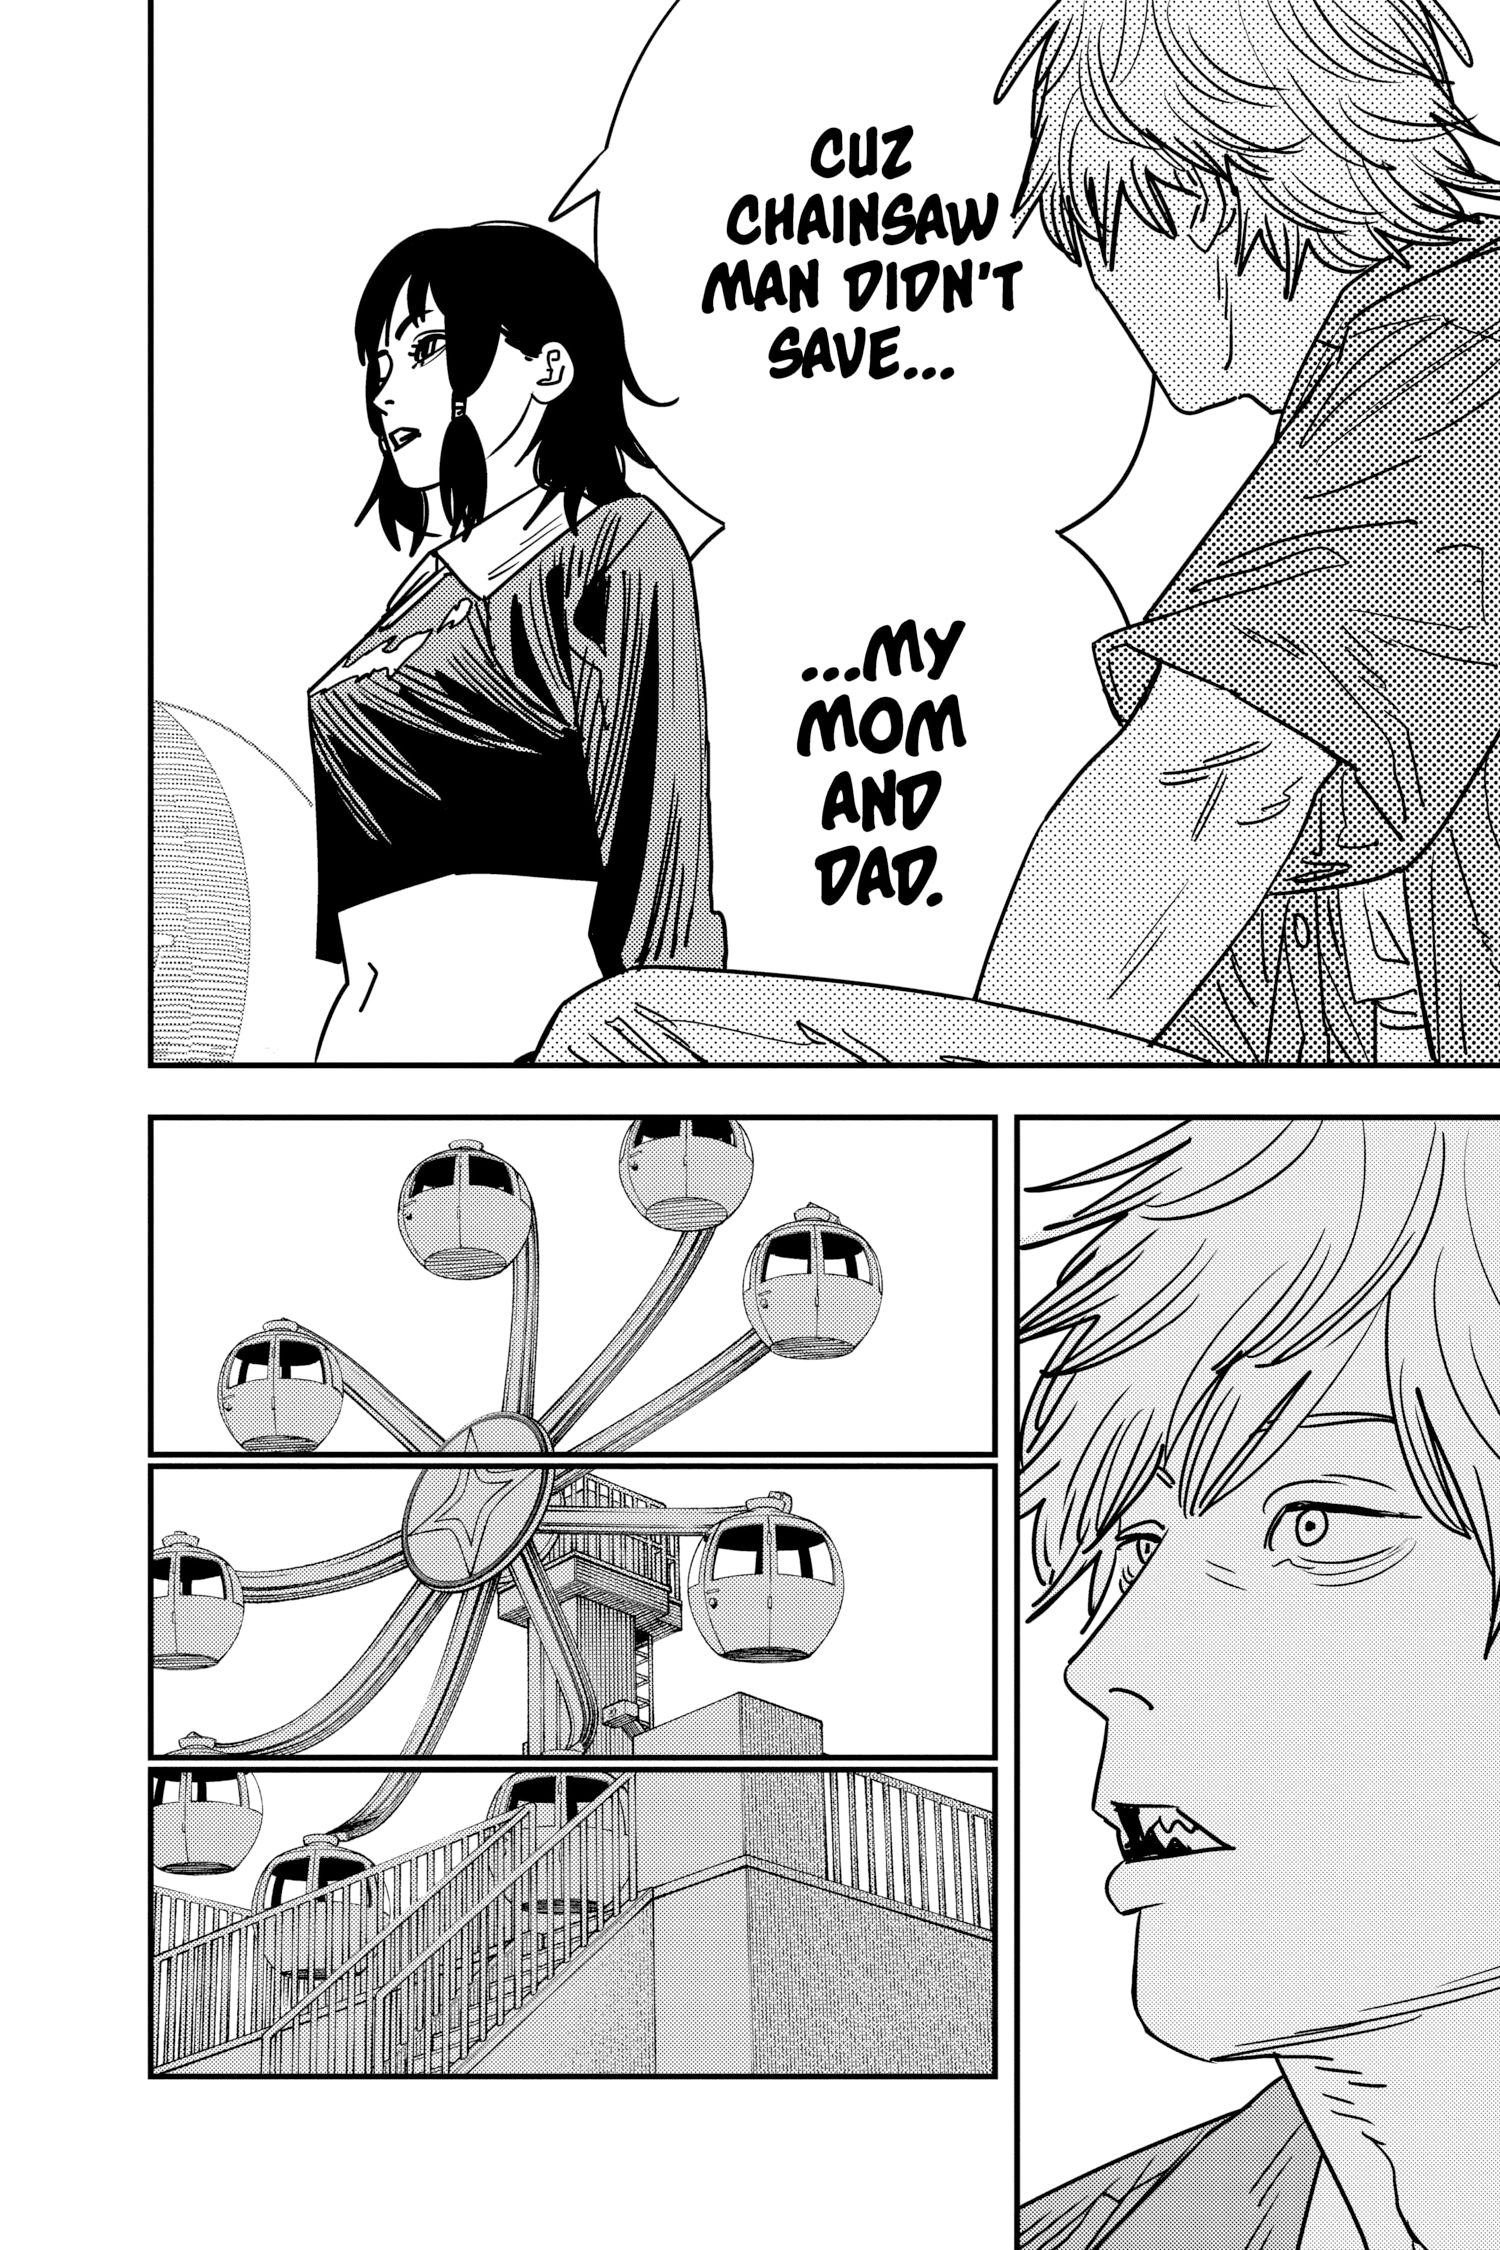 CUZ
CHAINSAW
MAN DIDN'T
SAVE...
...MY
MOM
AND
DAD.